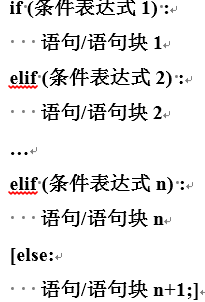 if (条件表达式 1) :
语句/语句块 1
elif (条件表达式 2) :
语句/语句块 2
…
elif (条件表达式 n) :
语句/语句块 n
[else:
语句/语句块 n+1;]